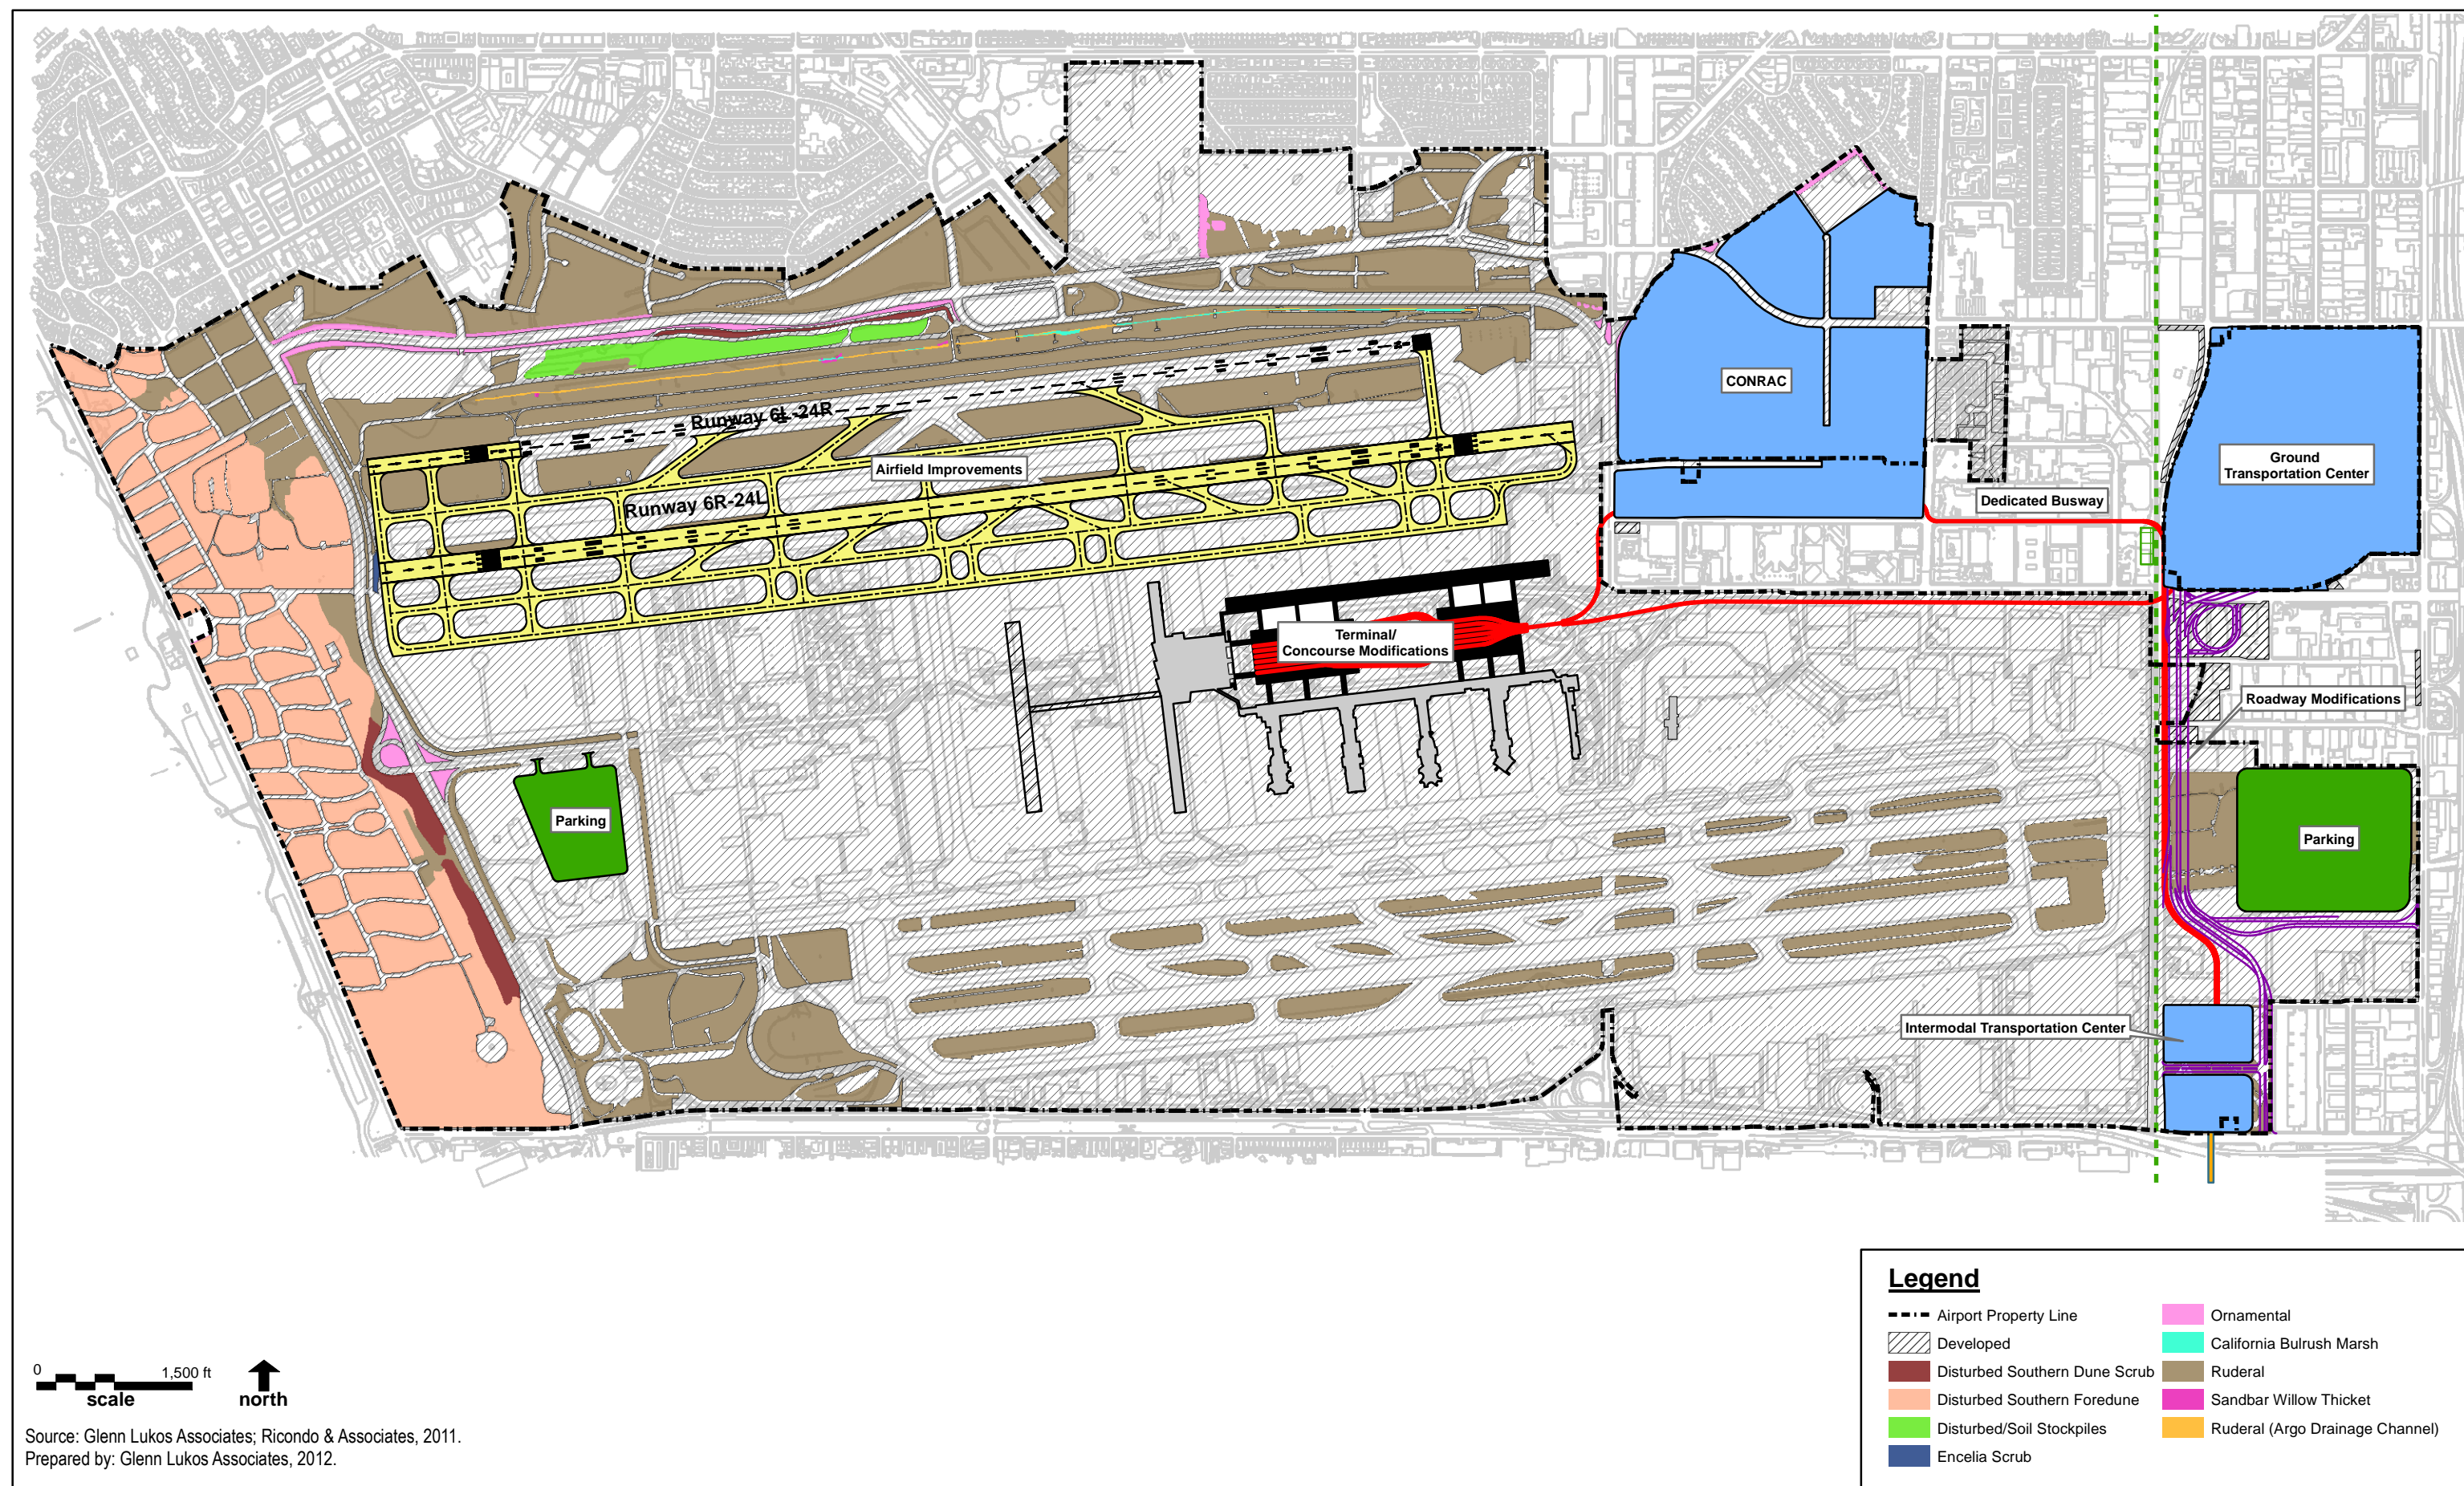 Runway 6L-24R
CONRAC
Ground
Transportation Center
Airfield Improvements
Runway 6R-24L
Dedicated Busway
Terminal/
Concourse Modifications
Roadway Modifications
Parking
Parking
Intermodal Transportation Center
Legend
Airport Property Line
Developed
Disturbed Southern Dune Scrub
Disturbed Southern Foredune
Disturbed/Soil Stockpiles
Encelia Scrub
Ornamental
California Bulrush Marsh
Ruderal
Sandbar Willow Thicket
Ruderal (Argo Drainage Channel)
0 1,500 ft
scale
north
Source: Glenn Lukos Associates; Ricondo & Associates, 2011.
Prepared by: Glenn Lukos Associates, 2012.